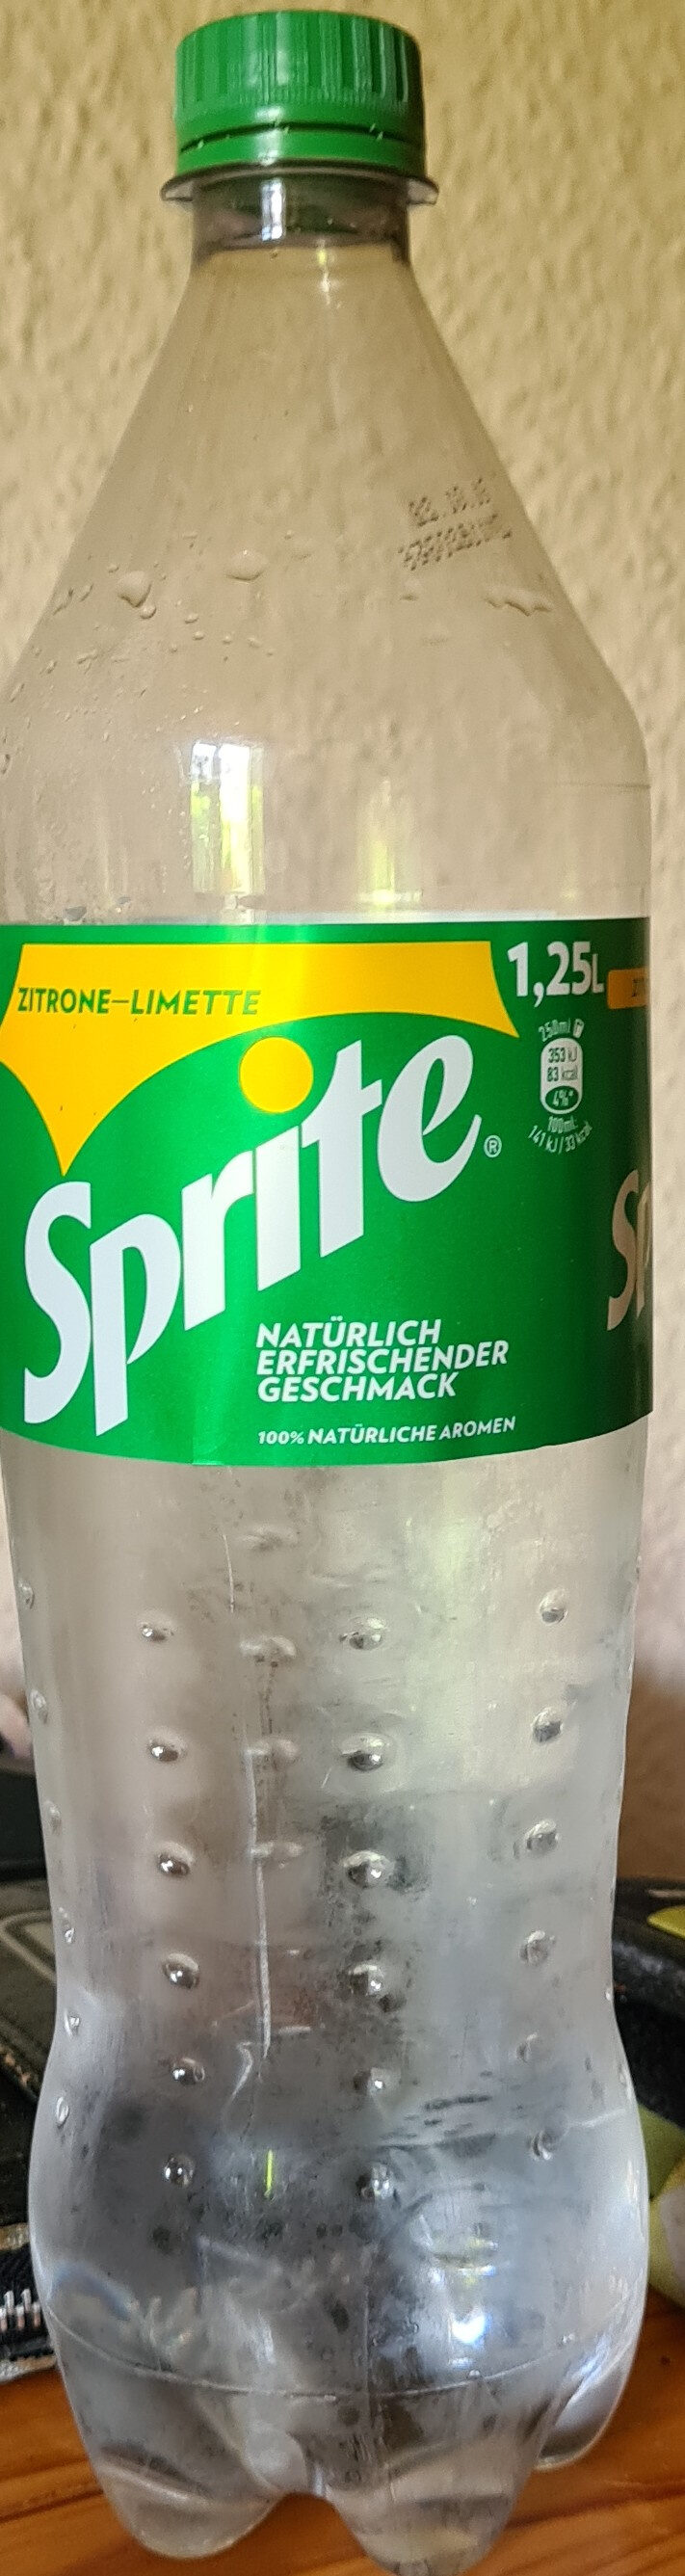 ZITRONE–LIMETTE
1,25L
250ml
353 kJ
83 kcal
4%*
100ml:
141 kJ / 33 kcal
Sprite®
NATÜRLICH
ERFRISCHENDER
GESCHMACK
100% NATÜRLICHE AROMEN